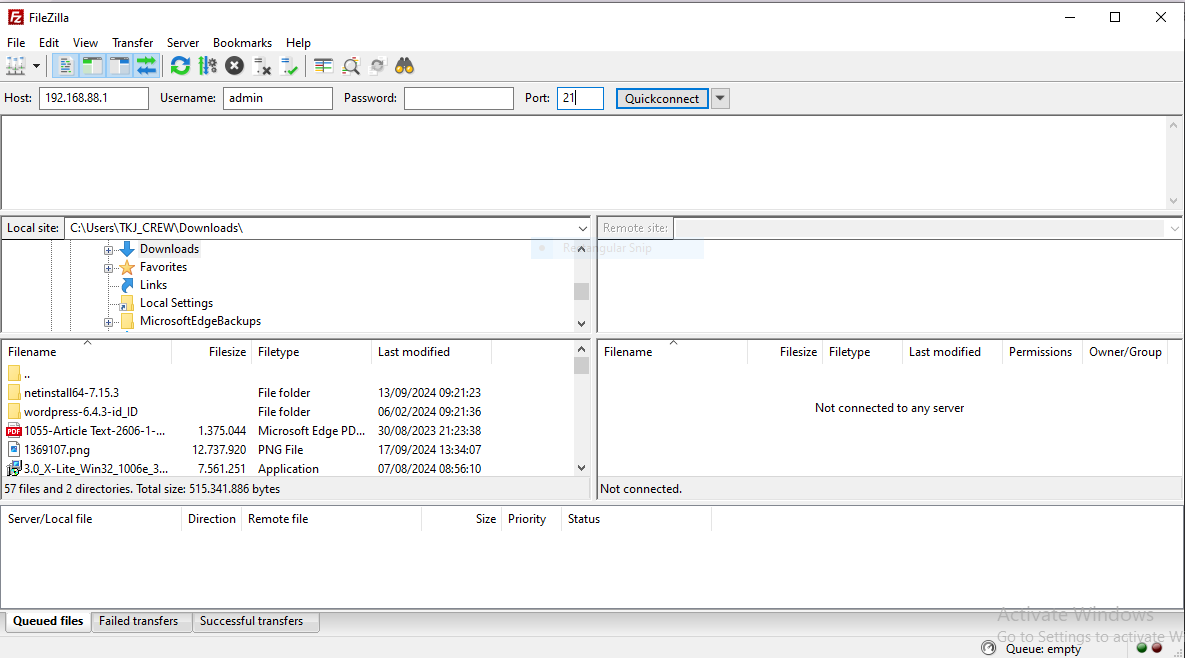 FileZilla
File Edit View Transfer Server Bookmarks Help
Host: 192.168.88.1 Username: admin Password: Port: 21 Quickconnect
Local site: C:\Users\TKJ_CREW\Downloads\ Remote site:
Downloads
Rectangular Snip
Favorites
Links
Local Settings
MicrosoftEdgeBackups
Filename Filesize Filetype Last modified
..
netinstall64-7.15.3 File folder 13/09/2024 09:21:23
wordpress-6.4.3-id_ID File folder 06/02/2024 09:21:36
PDF 1055-Article Text-2606-1-... 1.375.044 Microsoft Edge PD... 30/08/2023 21:23:38
1369107.png 12.737.920 PNG File 17/09/2024 13:34:07
3.0_X-Lite_Win32_1006e_3... 7.561.251 Application 07/08/2024 08:56:10
57 files and 2 directories. Total size: 515.341.886 bytes
Filename Filesize Filetype Last modified Permissions Owner/Group
Not connected to any server
Not connected.
Server/Local file Direction Remote file Size Priority Status
Queued files Failed transfers Successful transfers
Activate Windows
Go to Settings to activate W
Queue: empty